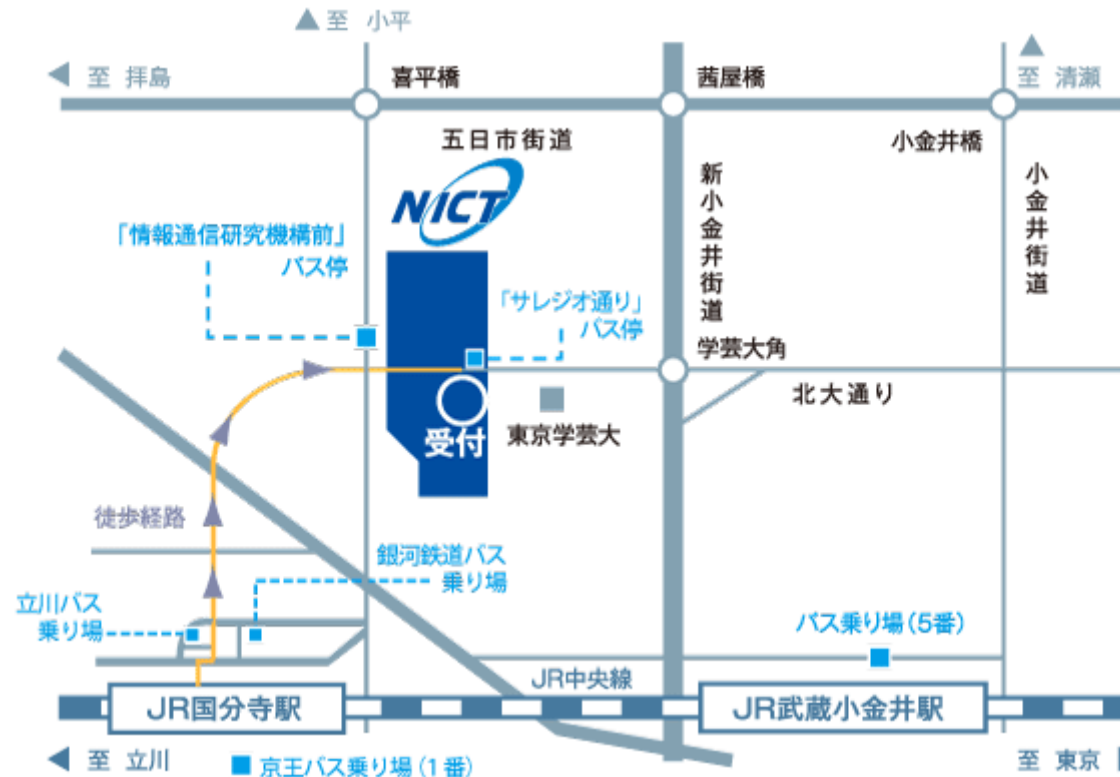 至 小平
至 拝島
喜平橋
茜屋橋
至 清瀬
五日市街道
小金井橋
NICT
新小金井街道
小金井街道
「情報通信研究機構前」
バス停
「サレジオ通り」
バス停
学芸大角
北大通り
受付
東京学芸大
徒歩経路
銀河鉄道バス
乗り場
立川バス
乗り場
バス乗り場(5番)
JR中央線
JR国分寺駅
JR武蔵小金井駅
至 立川
京王バス乗り場(1番)
至 東京